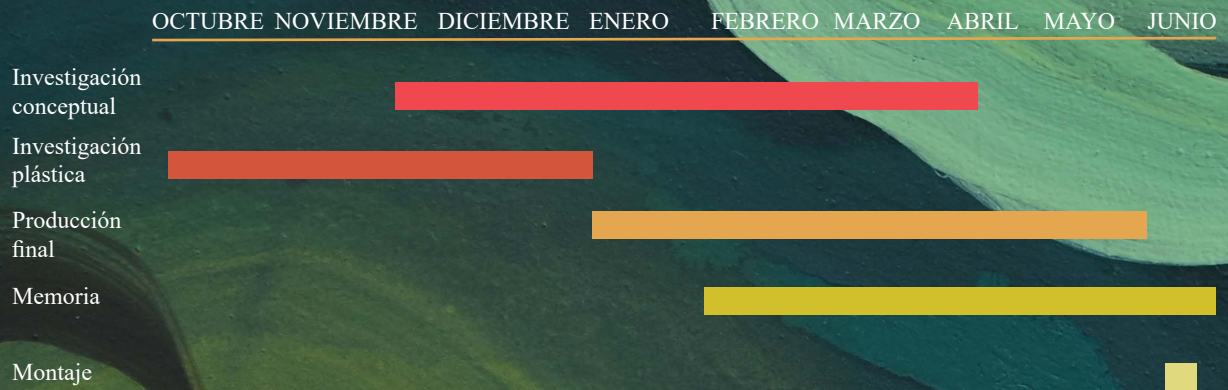 OCTUBRE NOVIEMBRE DICIEMBRE ENERO FEBRERO MARZO ABRIL MAYO JUNIO
Investigación
conceptual
Investigación
plástica
Producción
final
Memoria
Montaje